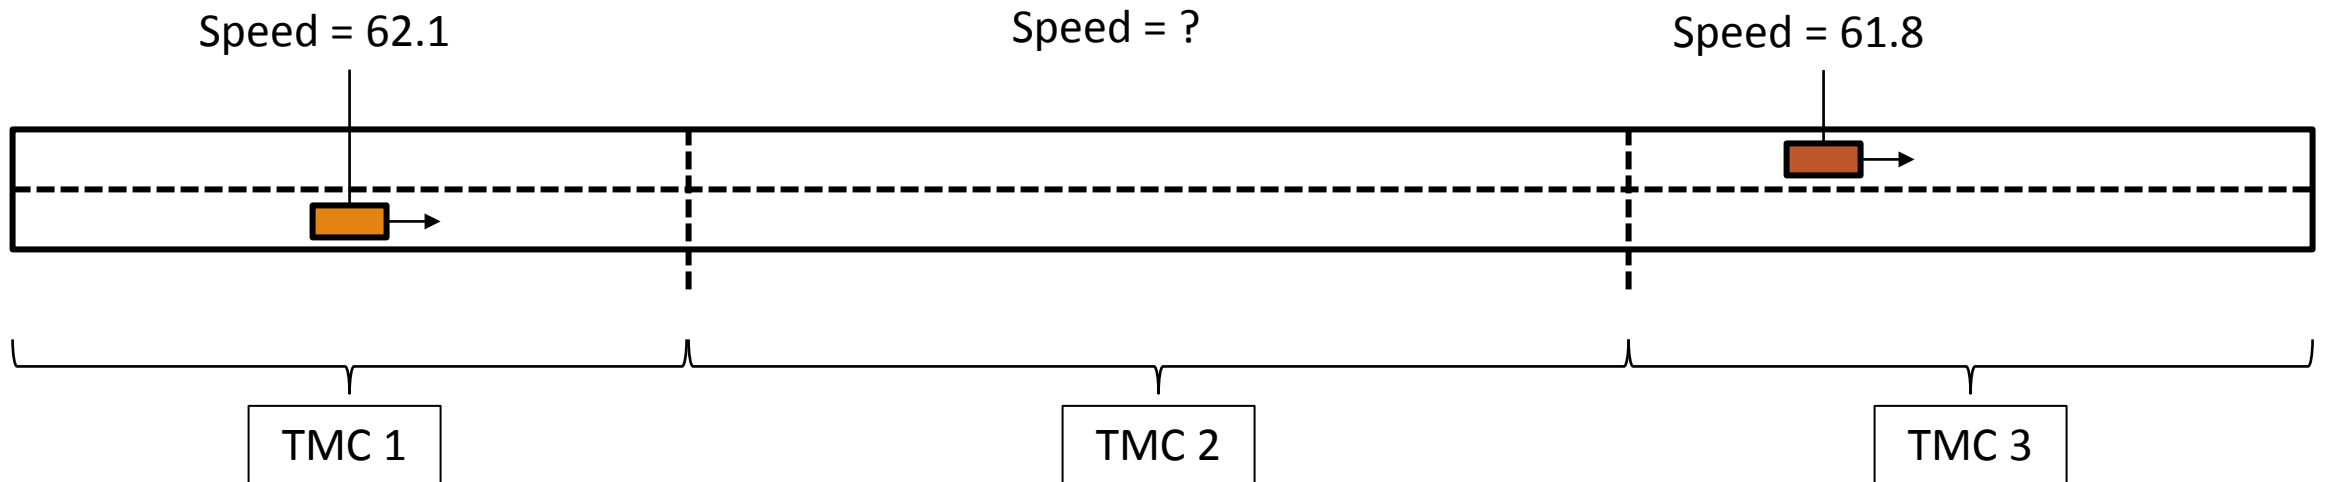 Speed = 62.1
Speed = ?
Speed = 61.8
TMC 1
TMC 2
TMC 3